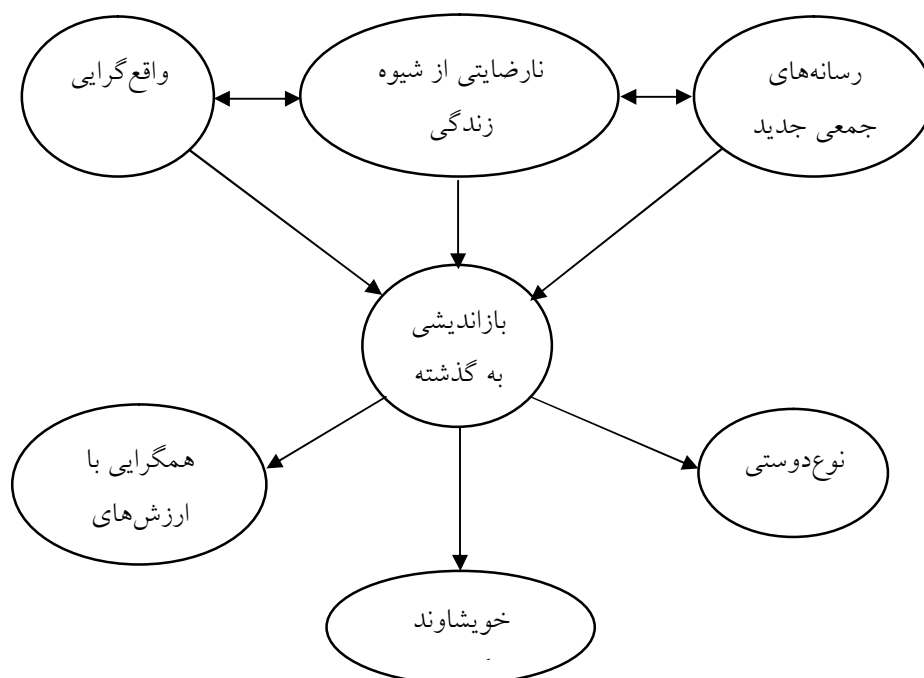 واقع‌گرایی
نارضایتی از شیوه
زندگی
رسانه‌های
جمعی جدید
بازاندیشی
به گذشته
همگرایی با
ارزش‌های
نوع‌دوستی
خویشاوند